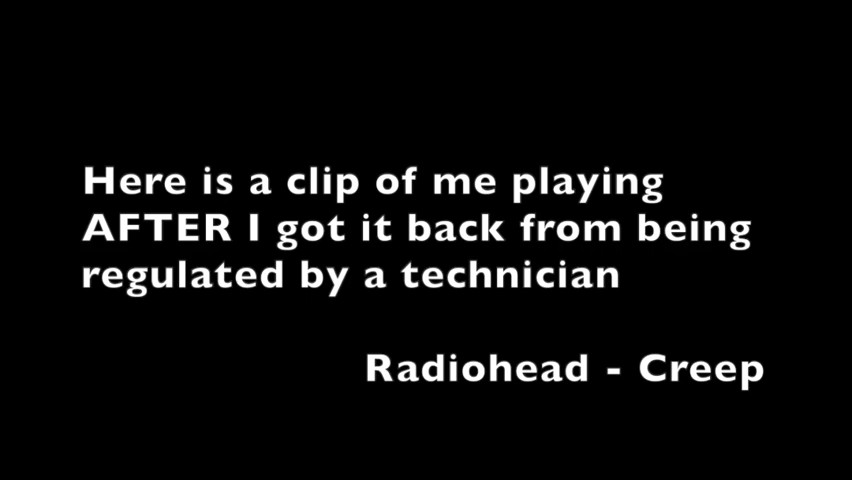 Here is a clip of me playing
AFTER I got it back from being
regulated by a technician
Radiohead - Creep